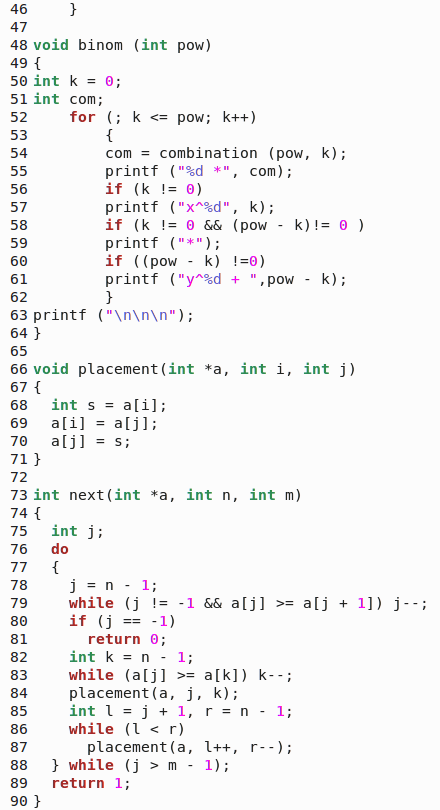 46     }
47
48 void binom (int pow)
49 {
50 int k = 0;
51 int com;
52     for (; k <= pow; k++)
53         {
54         com = combination (pow, k);
55         printf ("%d *", com);
56         if (k != 0)
57         printf ("x^%d", k);
58         if (k != 0 && (pow - k)!= 0 )
59         printf ("*");
60         if ((pow - k) !=0)
61         printf ("y^%d + ",pow - k);
62         }
63 printf ("\n\n\n");
64 }
65
66 void placement(int *a, int i, int j)
67 {
68   int s = a[i];
69   a[i] = a[j];
70   a[j] = s;
71 }
72
73 int next(int *a, int n, int m)
74 {
75   int j;
76   do
77   {
78     j = n - 1;
79     while (j != -1 && a[j] >= a[j + 1]) j--;
80     if (j == -1)
81       return 0;
82     int k = n - 1;
83     while (a[j] >= a[k]) k--;
84     placement(a, j, k);
85     int l = j + 1, r = n - 1;
86     while (l < r)
87       placement(a, l++, r--);
88   } while (j > m - 1);
89   return 1;
90 }